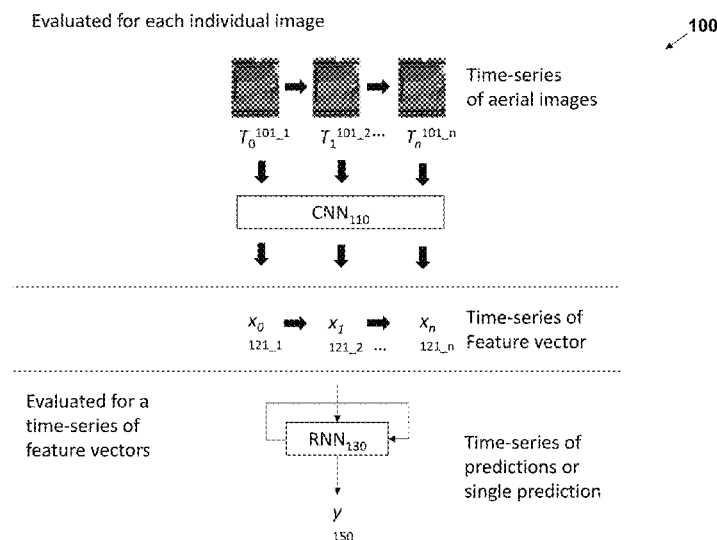 Evaluated for each individual image
100
Time-series
of aerial images
T0 101_1 T1 101_2... Tn 101_n
CNN110
x0 x1 xn
121_1 121_2 ... 121_n
Time-series of
Feature vector
Evaluated for a
time-series of
feature vectors
RNN130
Time-series of
predictions or
single prediction
y
150